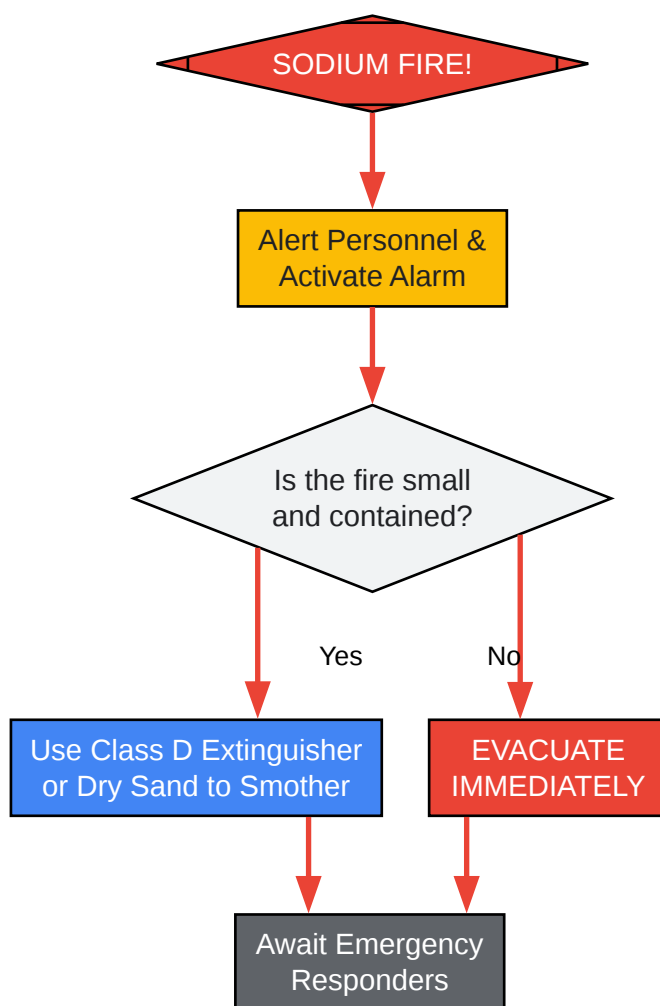 SODIUM FIRE!
Alert Personnel &
Activate Alarm
Is the fire small
and contained?
Yes
No
Use Class D Extinguisher
or Dry Sand to Smother
EVACUATE
IMMEDIATELY
Await Emergency
Responders